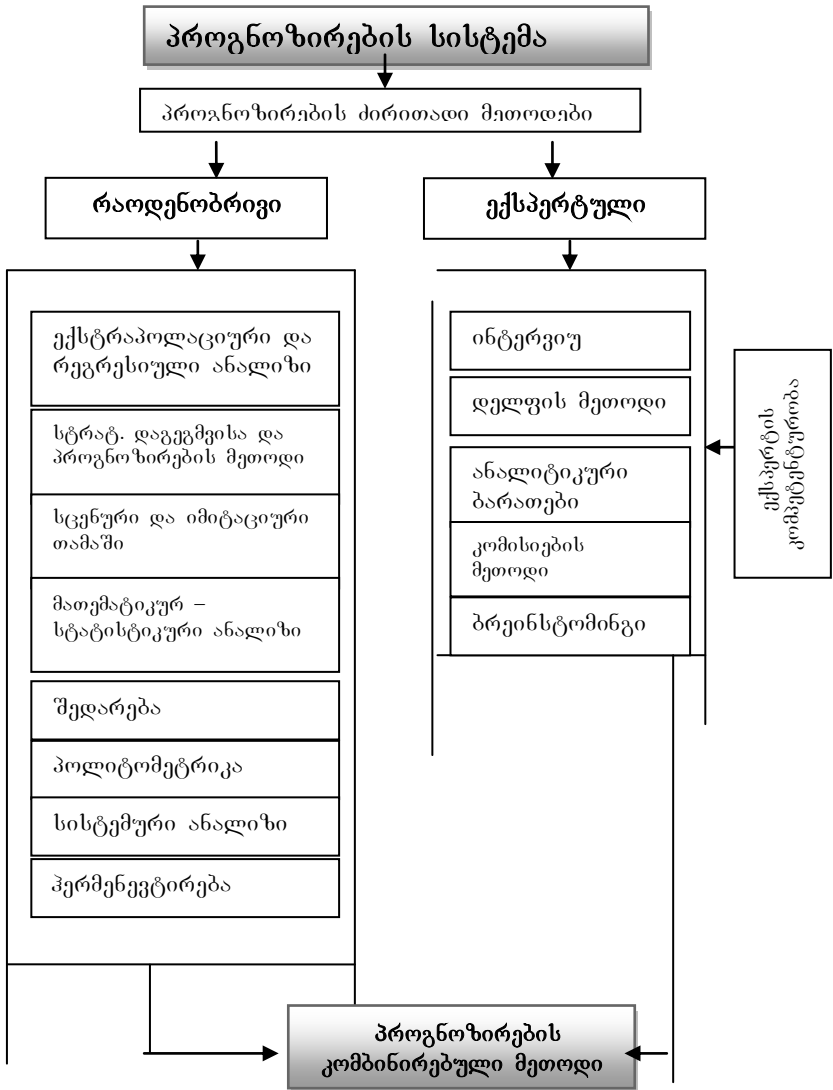 პროგნოზირების სისტემა
პროგნოზირების ძირითადი მეთოდები
რაოდენობრივი
ექსტრაპოლაციური და
რეგრესიული ანალიზი
სტრატ. დაგეგმვისა და
პროგნოზირების მეთოდი
სცენური და იმიტაციური
თამაში
მათემატიკურ –
სტატისტიკური ანალიზი
შედარება
პოლიტომეტრიკა
სისტემური ანალიზი
ჰერმენევტირება
ექსპერტული
ინტერვიუ
დელფის მეთოდი
ანალიტიკური
ბარათები
კომისიების
მეთოდი
ბრეინსტომინგი
ექსპერტის
კომპეტენტურობა
პროგნოზირების
კომბინირებული მეთოდი